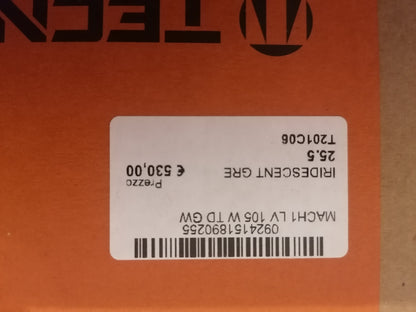 0924151890255
MACH1 LV 105 W TD GW
IRIDESCENT GRE
25.5
T201C06
Prezzo
€ 530,00
TECN